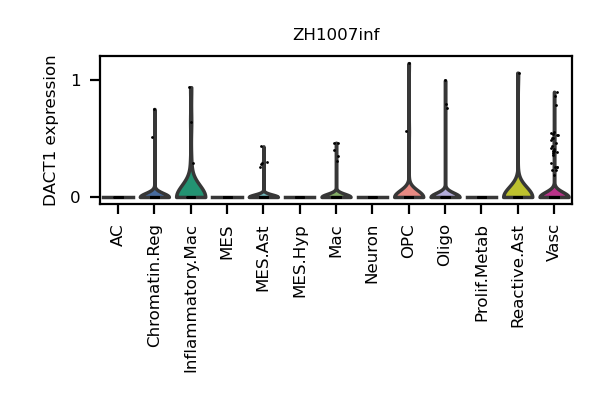 ZH1007inf
DACT1 expression
1
0
AC
Chromatin.Reg
Inflammatory.Mac
MES
MES.Ast
MES.Hyp
Mac
Neuron
OPC
Oligo
Prolif.Metab
Reactive.Ast
Vasc